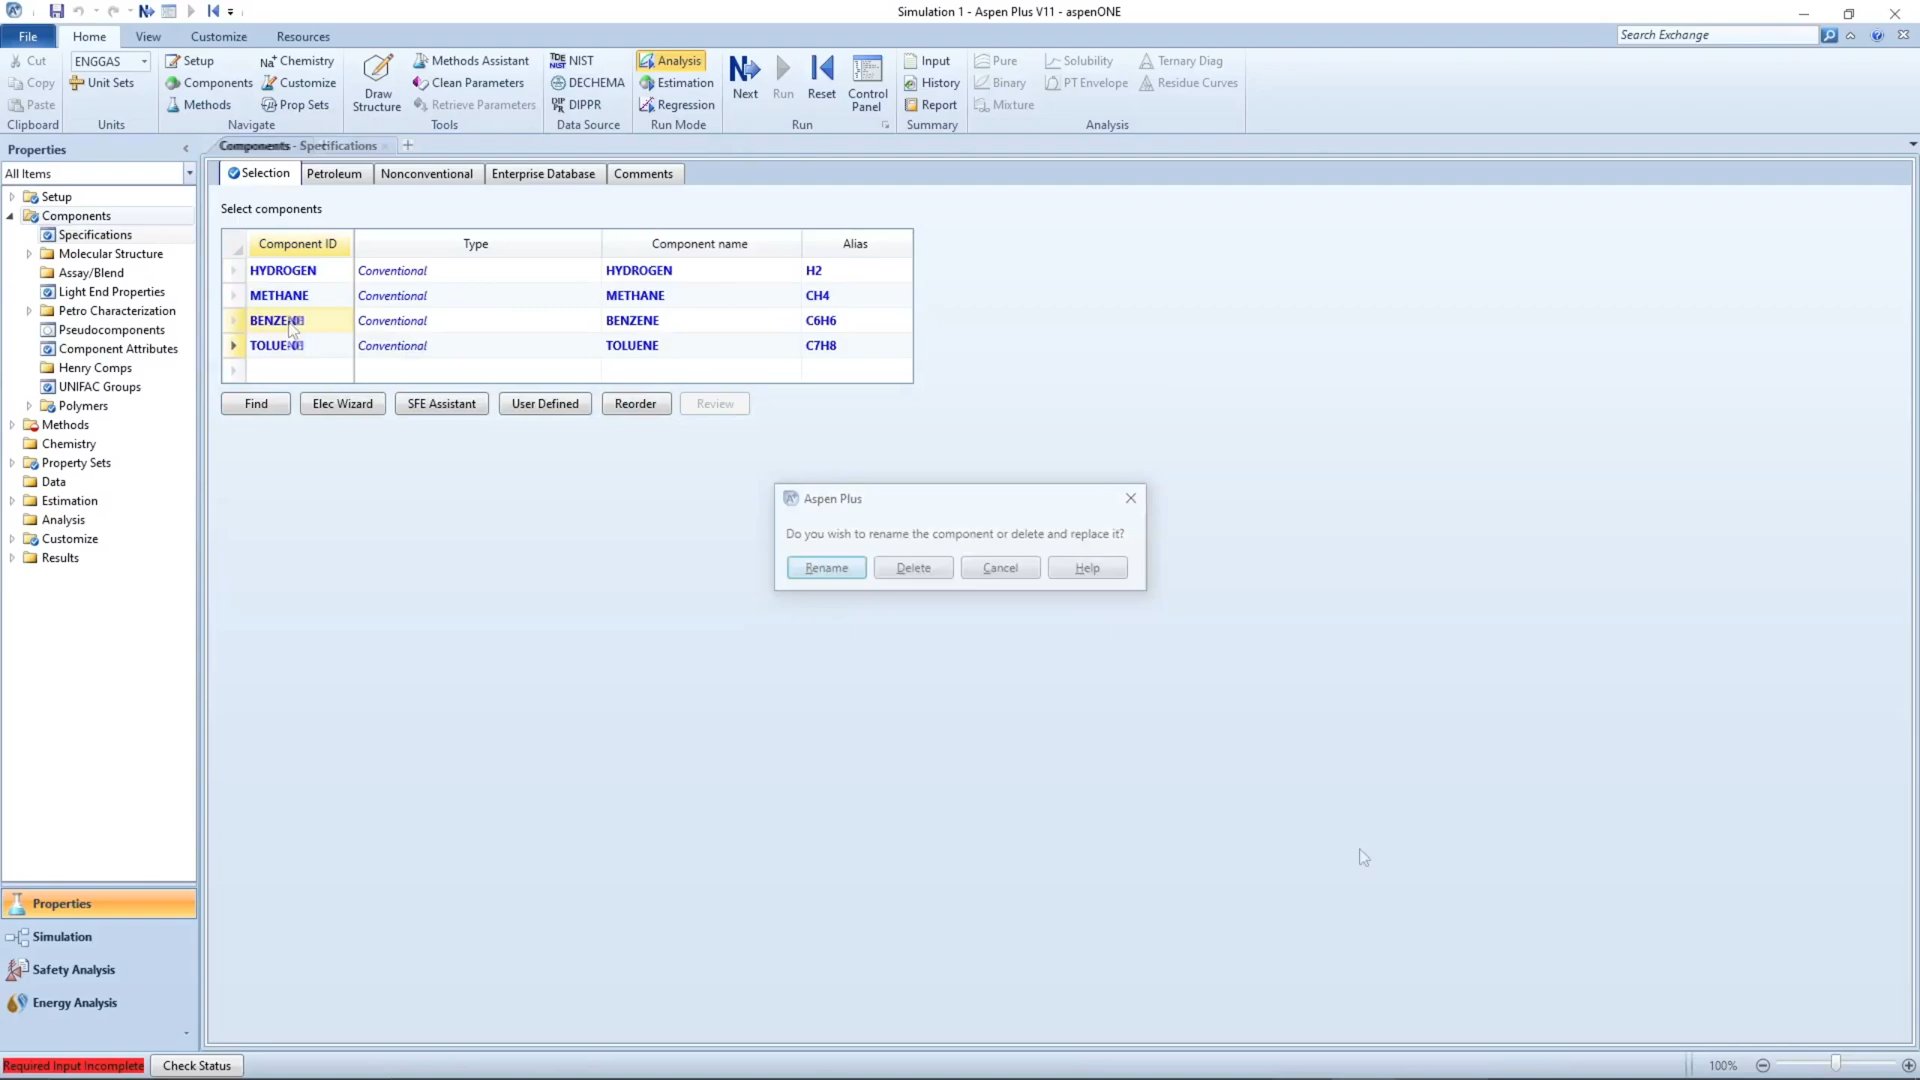 Simulation 1 - Aspen Plus V11 - aspenONE
File Home View Customize Resources Search Exchange
Cut ENGGAS Setup Na+ Chemistry Methods Assistant TDE NIST NIST Analysis Input Pure Solubility Ternary Diag
Copy Unit Sets Components Customize Clean Parameters DECHEMA Estimation History Binary PT Envelope Residue Curves
Paste Methods Prop Sets Draw Structure Retrieve Parameters DIPPR Regression Next Run Reset Control Panel Report Mixture
Clipboard Units Navigate Tools Data Source Run Mode Run Summary Analysis
Properties
All Items
Components - Specifications
Selection Petroleum Nonconventional Enterprise Database Comments
Setup
Components
Specifications
Molecular Structure
Assay/Blend
Light End Properties
Petro Characterization
Pseudocomponents
Component Attributes
Henry Comps
UNIFAC Groups
Polymers
Methods
Chemistry
Property Sets
Data
Estimation
Analysis
Customize
Results
Select components
Component ID Type Component name Alias
HYDROGEN Conventional HYDROGEN H2
METHANE Conventional METHANE CH4
BENZENE Conventional BENZENE C6H6
TOLUENE Conventional TOLUENE C7H8
Find Elec Wizard SFE Assistant User Defined Reorder Review
Aspen Plus
Do you wish to rename the component or delete and replace it?
Rename Delete Cancel Help
Properties
Simulation
Safety Analysis
Energy Analysis
Required Input Incomplete Check Status 100%